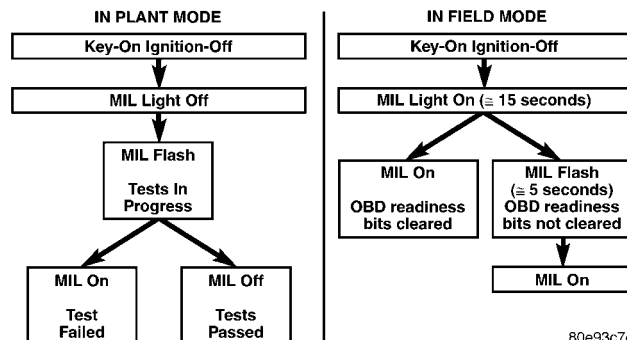 IN PLANT MODE
Key-On Ignition-Off
MIL Light Off
MIL Flash
Tests In
Progress
MIL On
Test
Failed
MIL Off
Tests
Passed
IN FIELD MODE
Key-On Ignition-Off
MIL Light On (≅ 15 seconds)
MIL On
OBD readiness
bits cleared
MIL Flash
(≅ 5 seconds)
OBD readiness
bits not cleared
MIL On